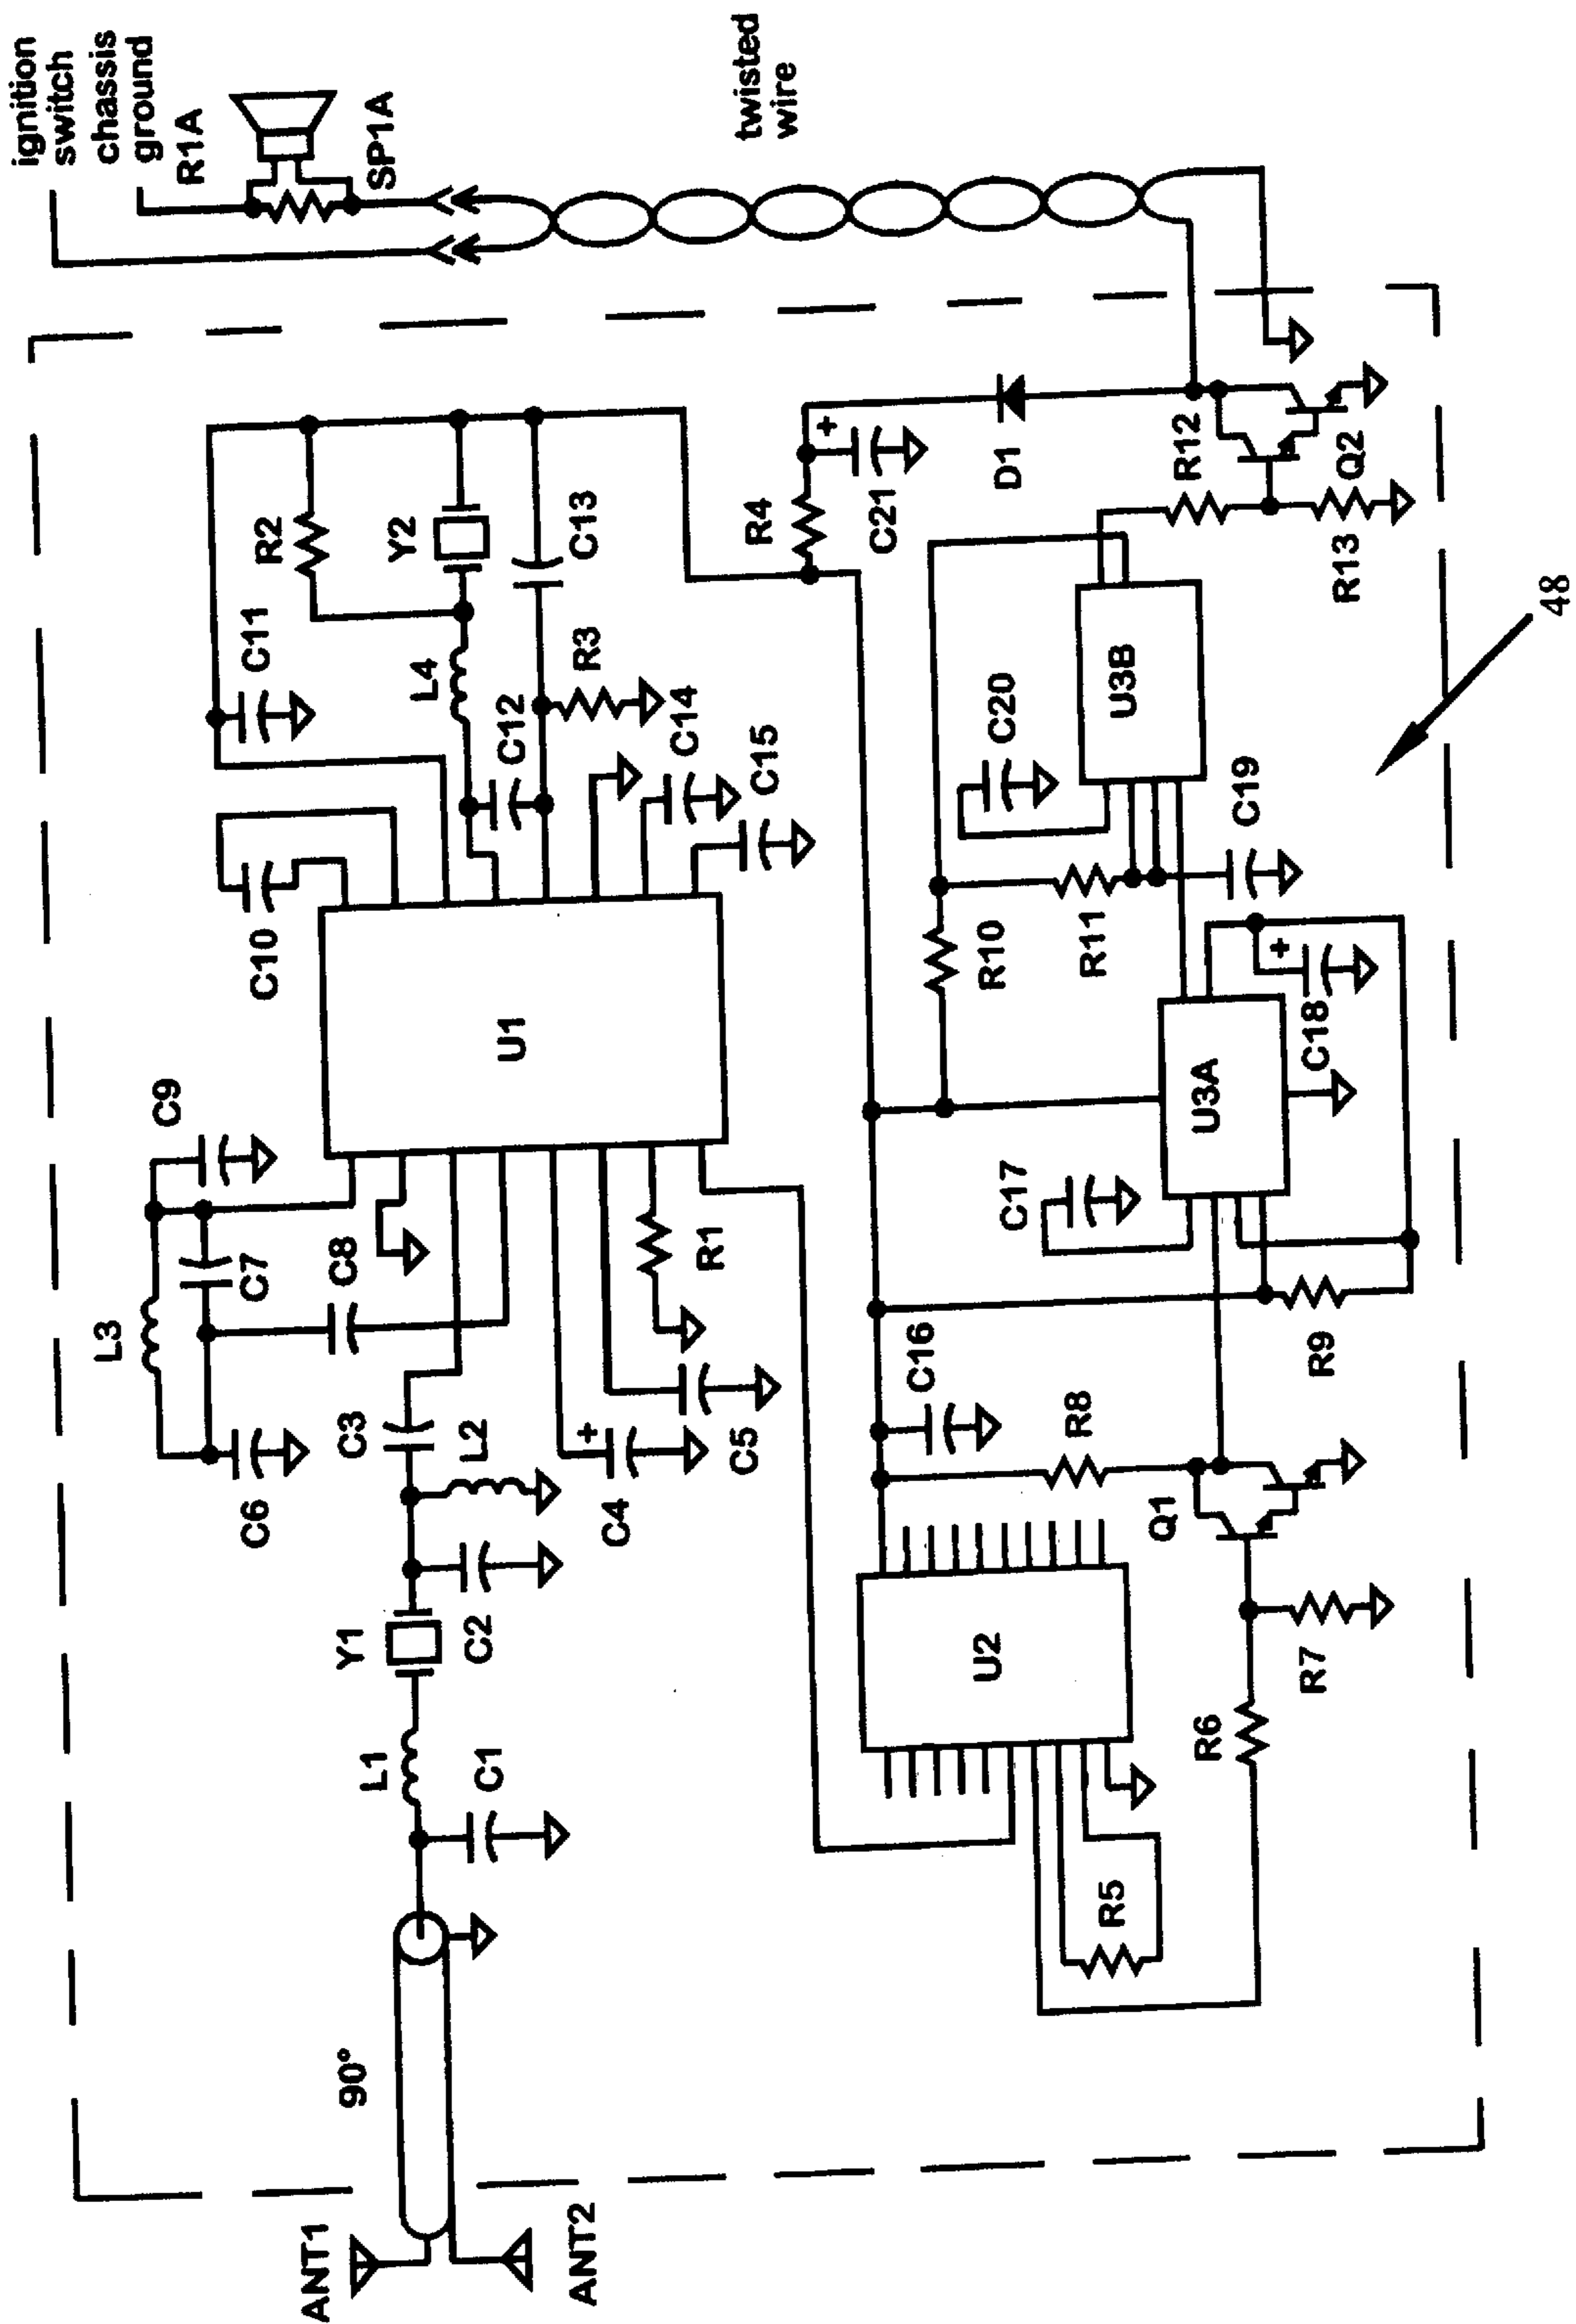 ignition
switch
chassis
ground
R1A
SP1A
twisted
wire
L3
C9
C7
C6
C8
C10
C11
R2
Y2
L4
C12
C13
R3
C14
C15
U1
90°
ANT1
ANT2
L1
C1
Y1
C2
C3
L2
C4
+
C5
R1
R4
+
C21
D1
R12
Q2
R13
U3B
C20
R10
R11
C19
U3A
+
C18
C17
R9
C16
R8
Q1
U2
R5
R6
R7
48